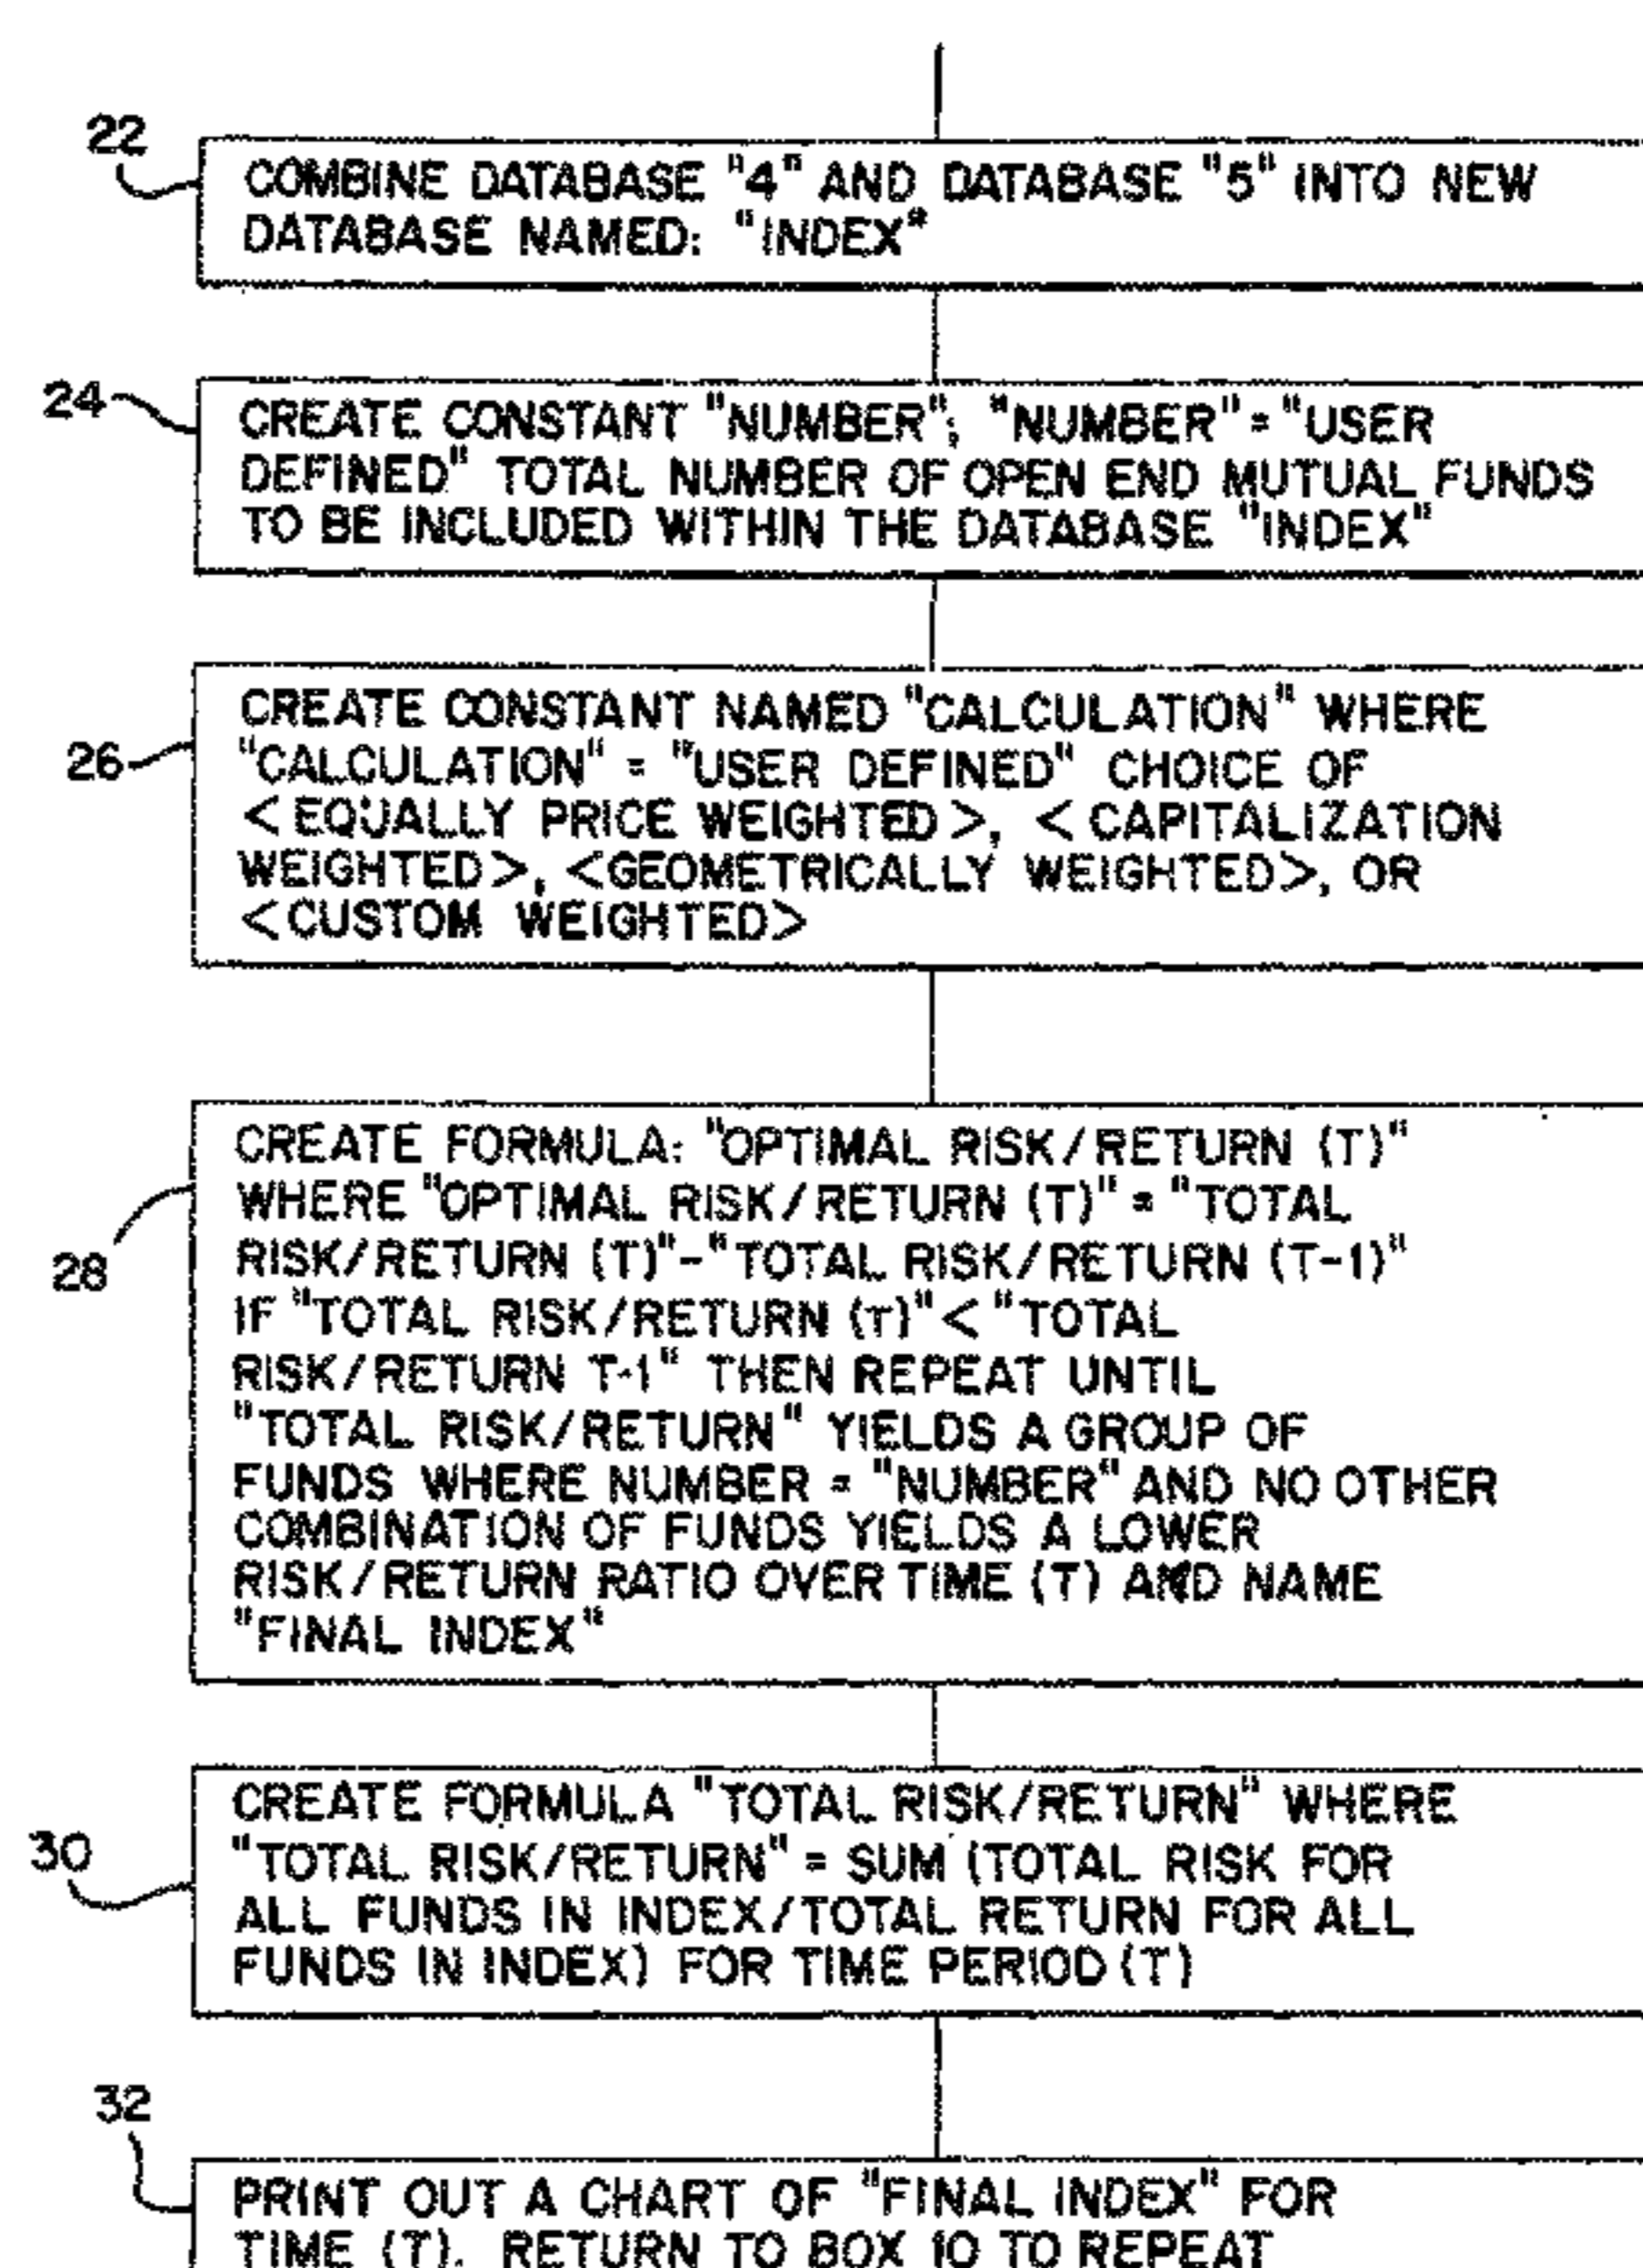 22
COMBINE DATABASE "4" AND DATABASE "5" INTO NEW
DATABASE NAMED: "INDEX"
24
CREATE CONSTANT "NUMBER"; "NUMBER" = "USER
DEFINED" TOTAL NUMBER OF OPEN END MUTUAL FUNDS
TO BE INCLUDED WITHIN THE DATABASE "INDEX"
26
CREATE CONSTANT NAMED "CALCULATION" WHERE
"CALCULATION" = "USER DEFINED" CHOICE OF
<EQUALLY PRICE WEIGHTED>, <CAPITALIZATION
WEIGHTED>, <GEOMETRICALLY WEIGHTED>, OR
<CUSTOM WEIGHTED>
28
CREATE FORMULA: "OPTIMAL RISK/RETURN (T)"
WHERE "OPTIMAL RISK/RETURN (T)" = "TOTAL
RISK/RETURN (T)"-"TOTAL RISK/RETURN (T-1)"
IF "TOTAL RISK/RETURN (T)" < "TOTAL
RISK/RETURN T-1" THEN REPEAT UNTIL
"TOTAL RISK/RETURN" YIELDS A GROUP OF
FUNDS WHERE NUMBER = "NUMBER" AND NO OTHER
COMBINATION OF FUNDS YIELDS A LOWER
RISK/RETURN RATIO OVER TIME (T) AND NAME
"FINAL INDEX"
30
CREATE FORMULA "TOTAL RISK/RETURN" WHERE
"TOTAL RISK/RETURN" = SUM (TOTAL RISK FOR
ALL FUNDS IN INDEX/TOTAL RETURN FOR ALL
FUNDS IN INDEX) FOR TIME PERIOD (T)
32
PRINT OUT A CHART OF "FINAL INDEX" FOR
TIME (T). RETURN TO BOX 10 TO REPEAT